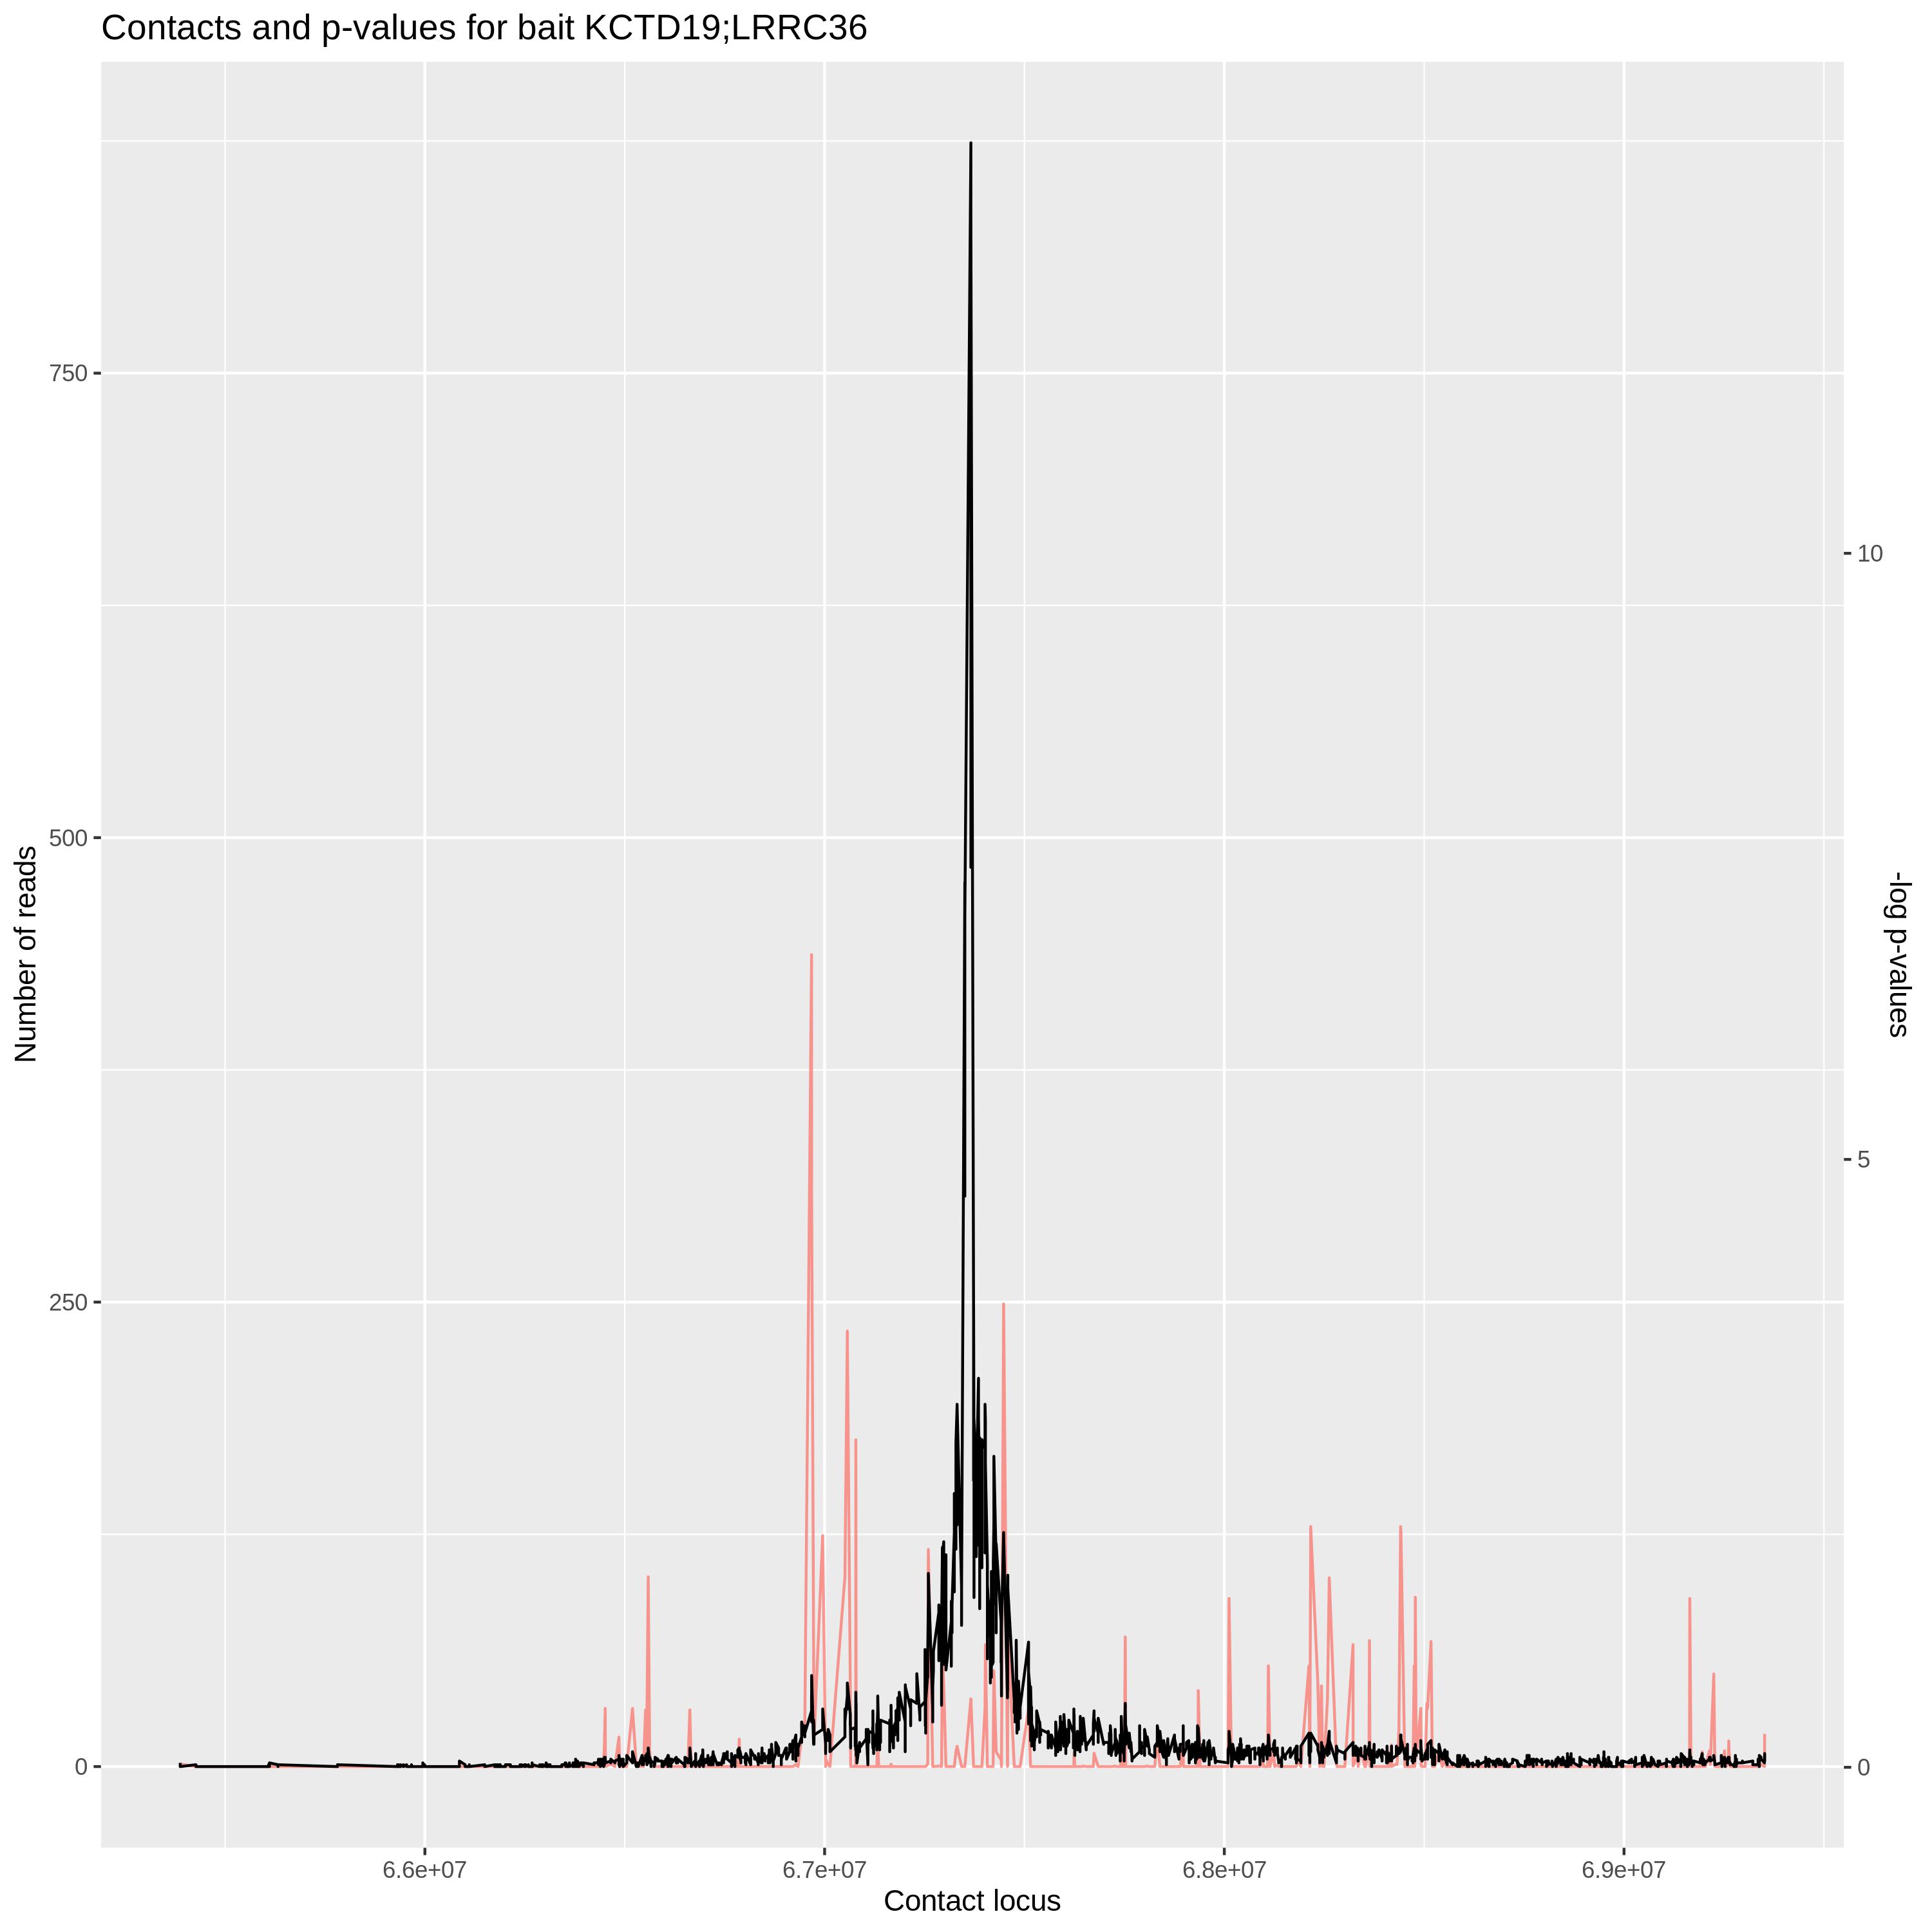 Contacts and p-values for bait KCTD19;LRRC36
750
500
250
0
Number of reads
10
5
0
-log p-values
6.6e+07
6.7e+07
6.8e+07
6.9e+07
Contact locus